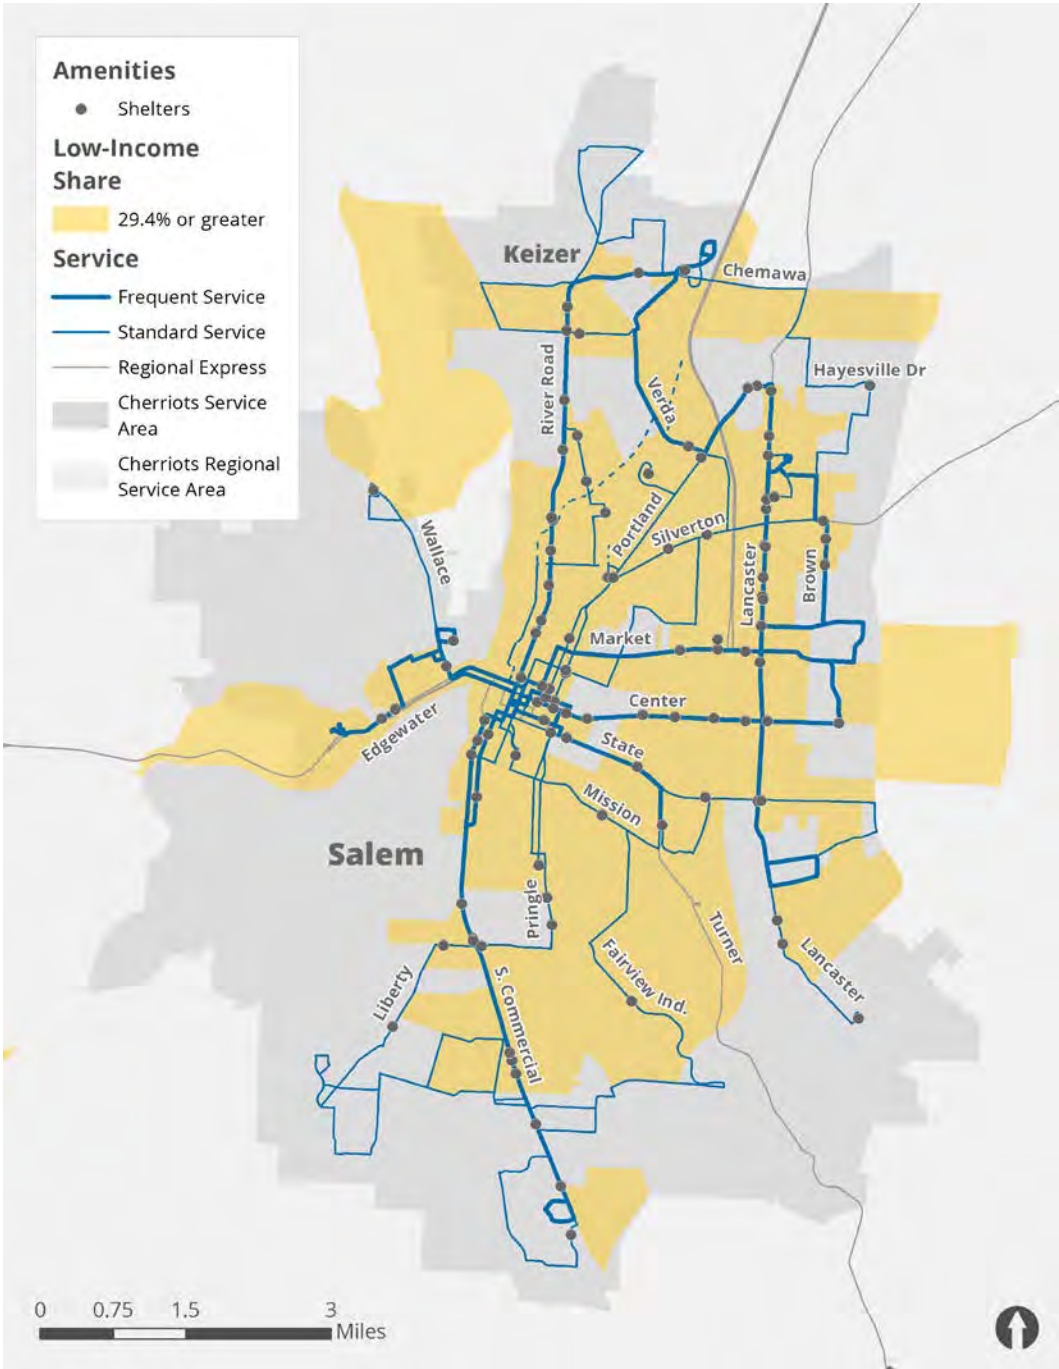 Amenities
Shelters
Low-Income
Share
29.4% or greater
Service
Frequent Service
Standard Service
Regional Express
Cherriots Service
Area
Cherriots Regional
Service Area
Keizer
Chemawa
Hayesville Dr
River Road
Verda
Portland
Silverton
Wallace
Lancaster
Brown
Market
Center
Edgewater
State
Mission
Salem
Pringle
Turner
Fairview Ind.
Lancaster
Liberty
S. Commercial
0 0.75 1.5 3
Miles